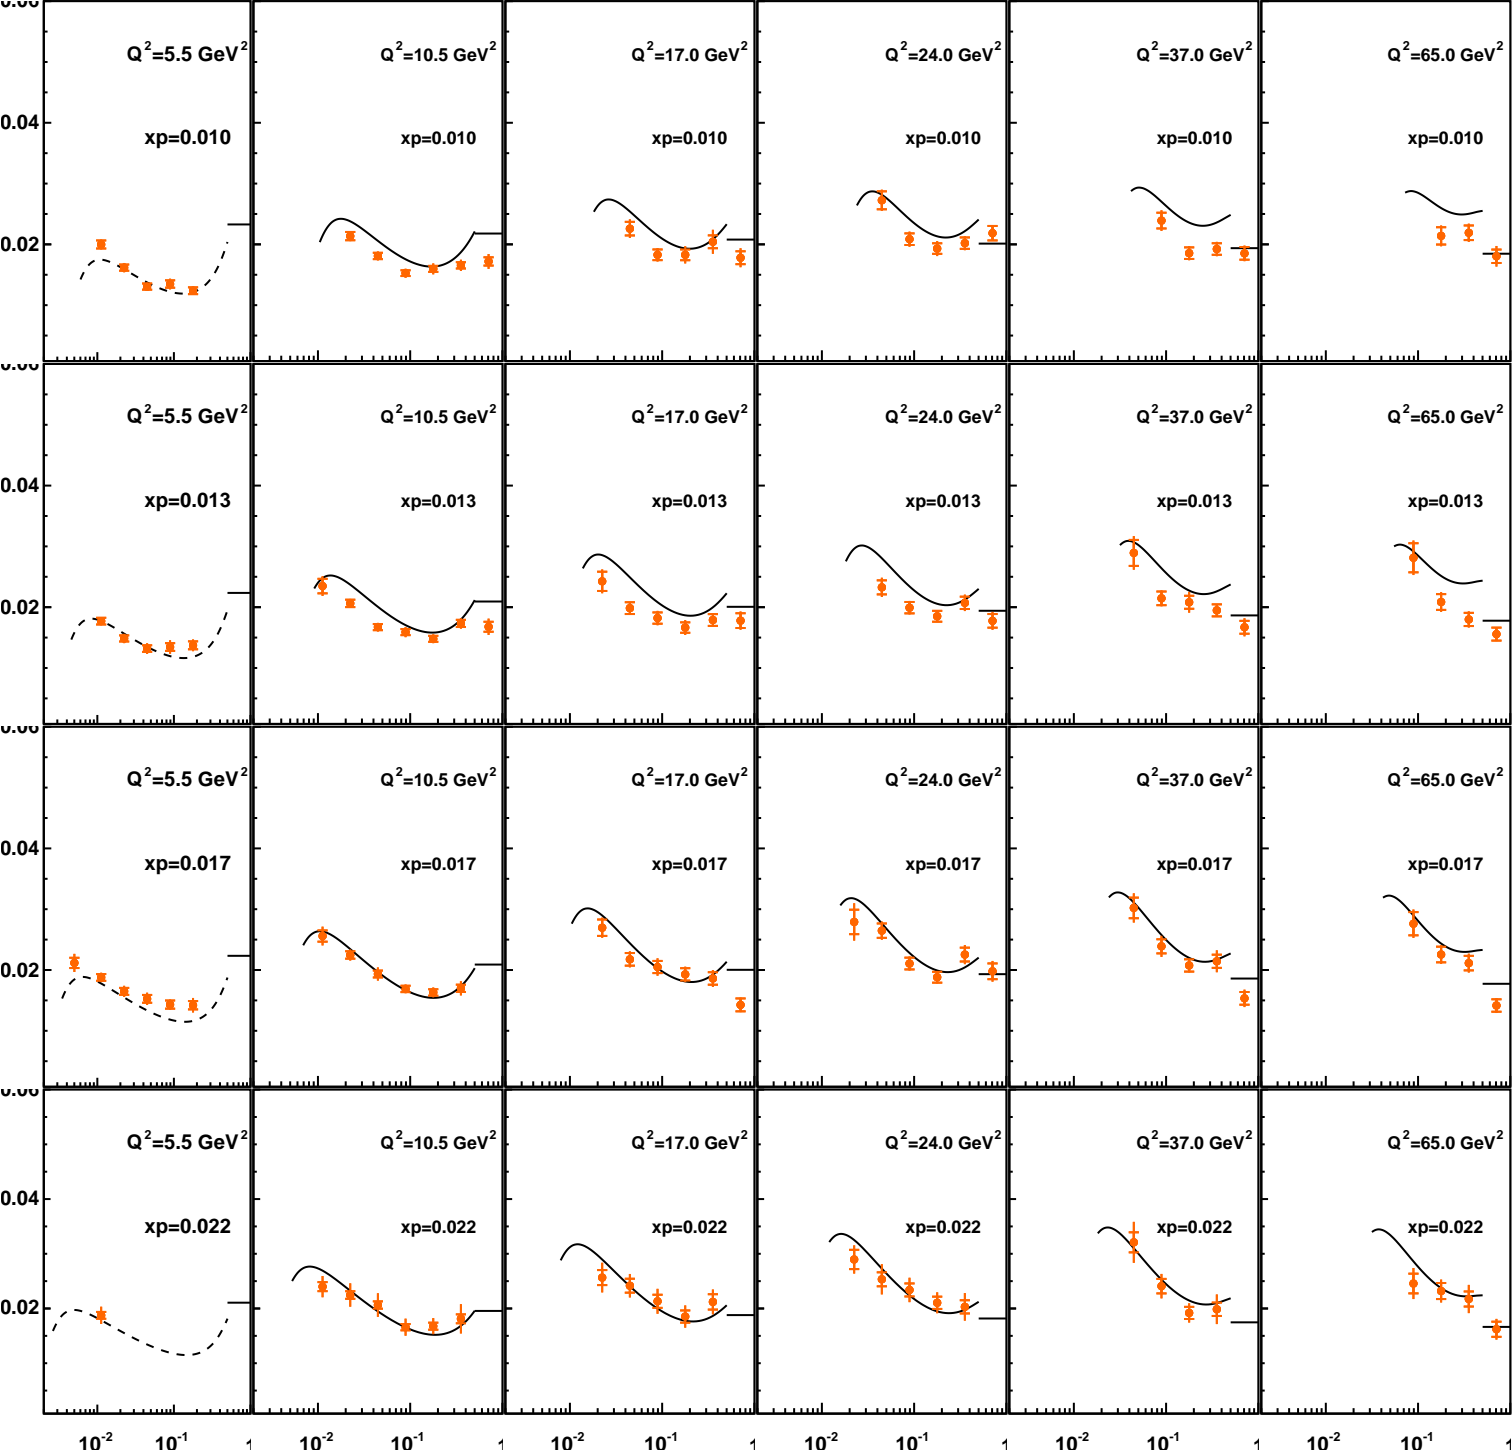 Q²=5.5 GeV² Q²=10.5 GeV² Q²=17.0 GeV² Q²=24.0 GeV² Q²=37.0 GeV² Q²=65.0 GeV²
0.04
xp=0.010 xp=0.010 xp=0.010 xp=0.010 xp=0.010 xp=0.010
0.02
Q²=5.5 GeV² Q²=10.5 GeV² Q²=17.0 GeV² Q²=24.0 GeV² Q²=37.0 GeV² Q²=65.0 GeV²
0.04
xp=0.013 xp=0.013 xp=0.013 xp=0.013 xp=0.013 xp=0.013
0.02
Q²=5.5 GeV² Q²=10.5 GeV² Q²=17.0 GeV² Q²=24.0 GeV² Q²=37.0 GeV² Q²=65.0 GeV²
0.04
xp=0.017 xp=0.017 xp=0.017 xp=0.017 xp=0.017 xp=0.017
0.02
Q²=5.5 GeV² Q²=10.5 GeV² Q²=17.0 GeV² Q²=24.0 GeV² Q²=37.0 GeV² Q²=65.0 GeV²
0.04
xp=0.022 xp=0.022 xp=0.022 xp=0.022 xp=0.022 xp=0.022
0.02
10⁻² 10⁻¹ 1 10⁻² 10⁻¹ 1 10⁻² 10⁻¹ 1 10⁻² 10⁻¹ 1 10⁻² 10⁻¹ 1 10⁻² 10⁻¹ 1